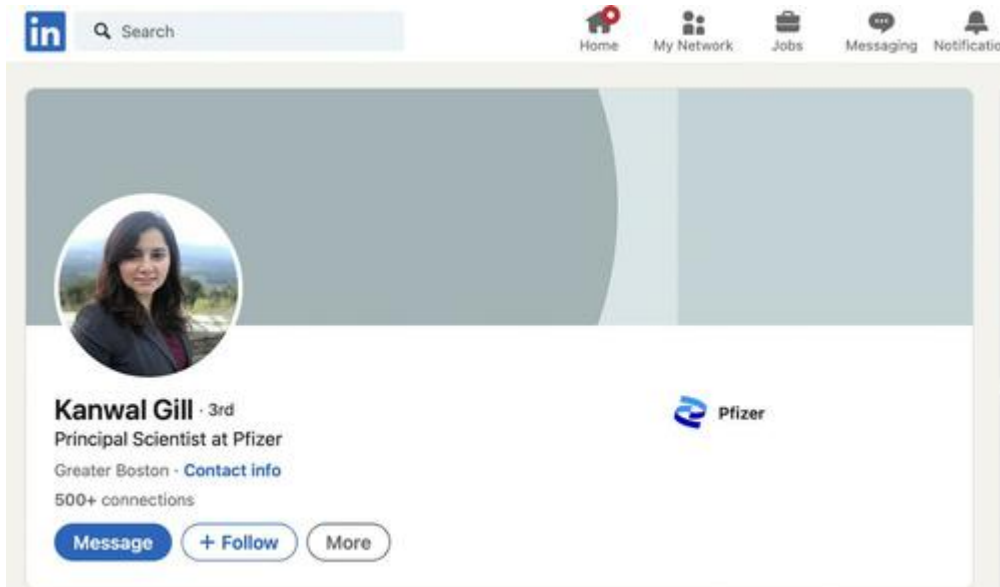 in Search
Home My Network Jobs Messaging Notificatio
Kanwal Gill · 3rd
Pfizer
Principal Scientist at Pfizer
Greater Boston · Contact info
500+ connections
Message + Follow More